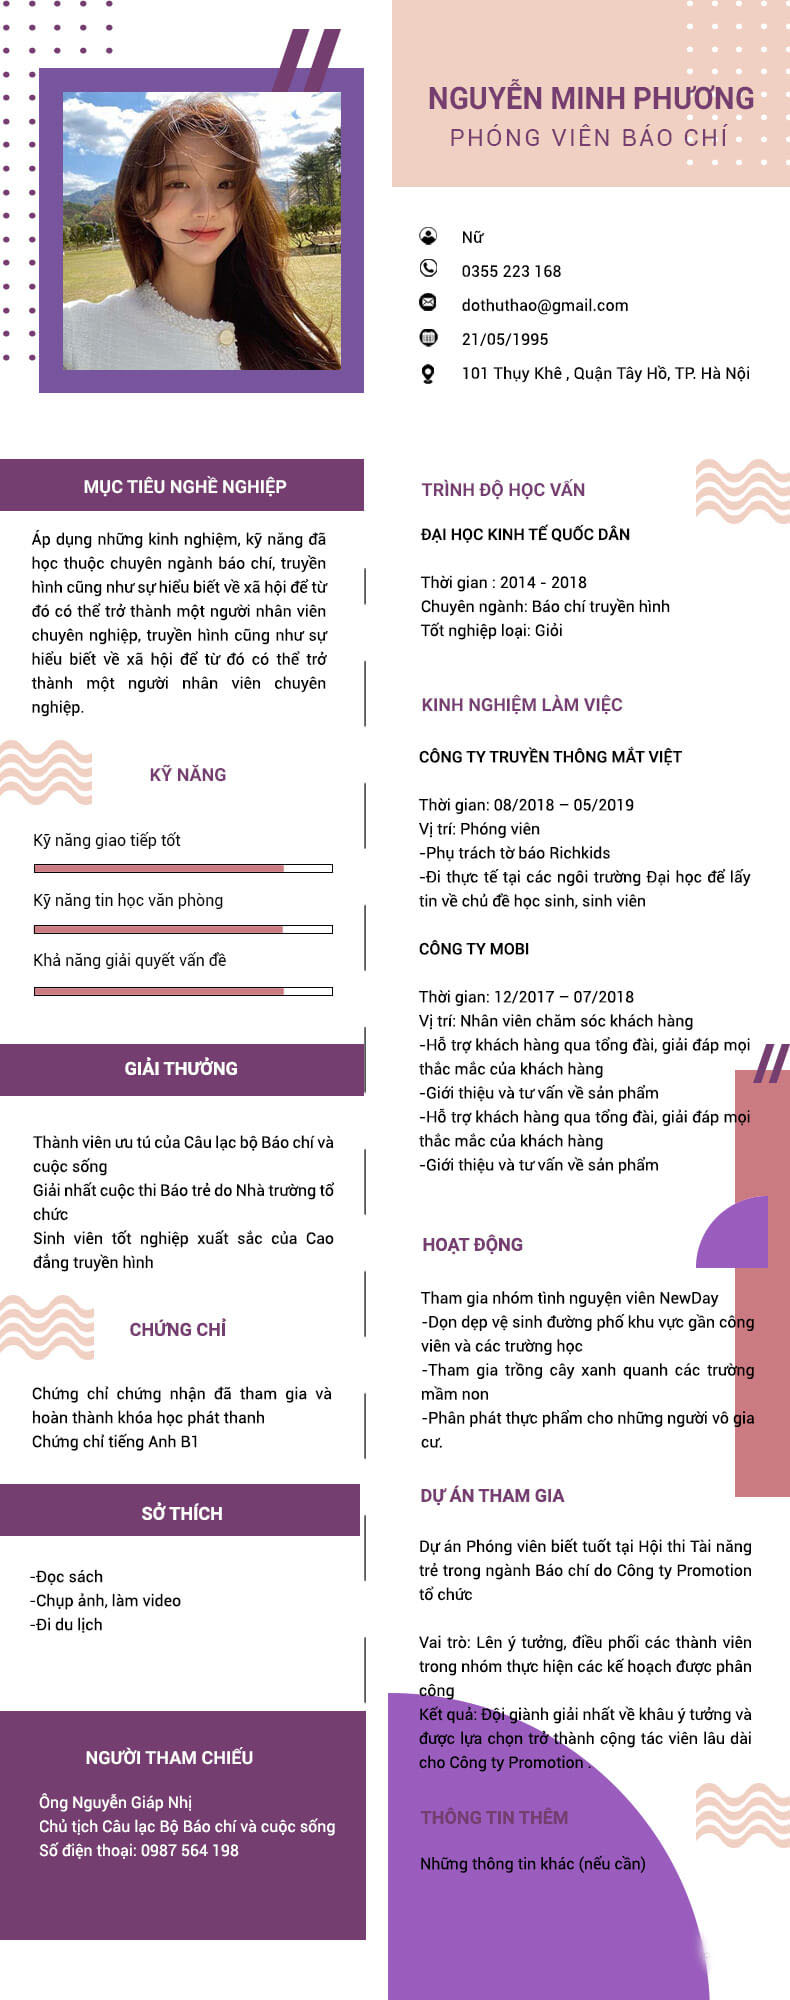 NGUYỄN MINH PHƯƠNG
PHÓNG VIÊN BÁO CHÍ
Nữ
0355 223 168
dothuthao@gmail.com
21/05/1995
101 Thụy Khê , Quận Tây Hồ, TP. Hà Nội
MỤC TIÊU NGHỀ NGHIỆP
Áp dụng những kinh nghiệm, kỹ năng đã
học thuộc chuyên ngành báo chí, truyền
hình cũng như sự hiểu biết về xã hội để từ
đó có thể trở thành một người nhân viên
chuyên nghiệp, truyền hình cũng như sự
hiểu biết về xã hội để từ đó có thể trở
thành một người nhân viên chuyên
nghiệp.
KỸ NĂNG
Kỹ năng giao tiếp tốt
Kỹ năng tin học văn phòng
Khả năng giải quyết vấn đề
GIẢI THƯỞNG
Thành viên ưu tú của Câu lạc bộ Báo chí và
cuộc sống
Giải nhất cuộc thi Báo trẻ do Nhà trường tổ
chức
Sinh viên tốt nghiệp xuất sắc của Cao
đẳng truyền hình
CHỨNG CHỈ
Chứng chỉ chứng nhận đã tham gia và
hoàn thành khóa học phát thanh
Chứng chỉ tiếng Anh B1
SỞ THÍCH
-Đọc sách
-Chụp ảnh, làm video
-Đi du lịch
NGƯỜI THAM CHIẾU
Ông Nguyễn Giáp Nhị
Chủ tịch Câu lạc Bộ Báo chí và cuộc sống
Số điện thoại: 0987 564 198
TRÌNH ĐỘ HỌC VẤN
ĐẠI HỌC KINH TẾ QUỐC DÂN
Thời gian : 2014 - 2018
Chuyên ngành: Báo chí truyền hình
Tốt nghiệp loại: Giỏi
KINH NGHIỆM LÀM VIỆC
CÔNG TY TRUYỀN THÔNG MẮT VIỆT
Thời gian: 08/2018 – 05/2019
Vị trí: Phóng viên
-Phụ trách tờ báo Richkids
-Đi thực tế tại các ngôi trường Đại học để lấy
tin về chủ đề học sinh, sinh viên
CÔNG TY MOBI
Thời gian: 12/2017 – 07/2018
Vị trí: Nhân viên chăm sóc khách hàng
-Hỗ trợ khách hàng qua tổng đài, giải đáp mọi
thắc mắc của khách hàng
-Giới thiệu và tư vấn về sản phẩm
-Hỗ trợ khách hàng qua tổng đài, giải đáp mọi
thắc mắc của khách hàng
-Giới thiệu và tư vấn về sản phẩm
HOẠT ĐỘNG
Tham gia nhóm tình nguyện viên NewDay
-Dọn dẹp vệ sinh đường phố khu vực gần công
viên và các trường học
-Tham gia trồng cây xanh quanh các trường
mầm non
-Phân phát thực phẩm cho những người vô gia
cư.
DỰ ÁN THAM GIA
Dự án Phóng viên biết tuốt tại Hội thi Tài năng
trẻ trong ngành Báo chí do Công ty Promotion
tổ chức
Vai trò: Lên ý tưởng, điều phối các thành viên
trong nhóm thực hiện các kế hoạch được phân
công
Kết quả: Đội giành giải nhất về khâu ý tưởng và
được lựa chọn trở thành cộng tác viên lâu dài
cho Công ty Promotion .
THÔNG TIN THÊM
Những thông tin khác (nếu cần)